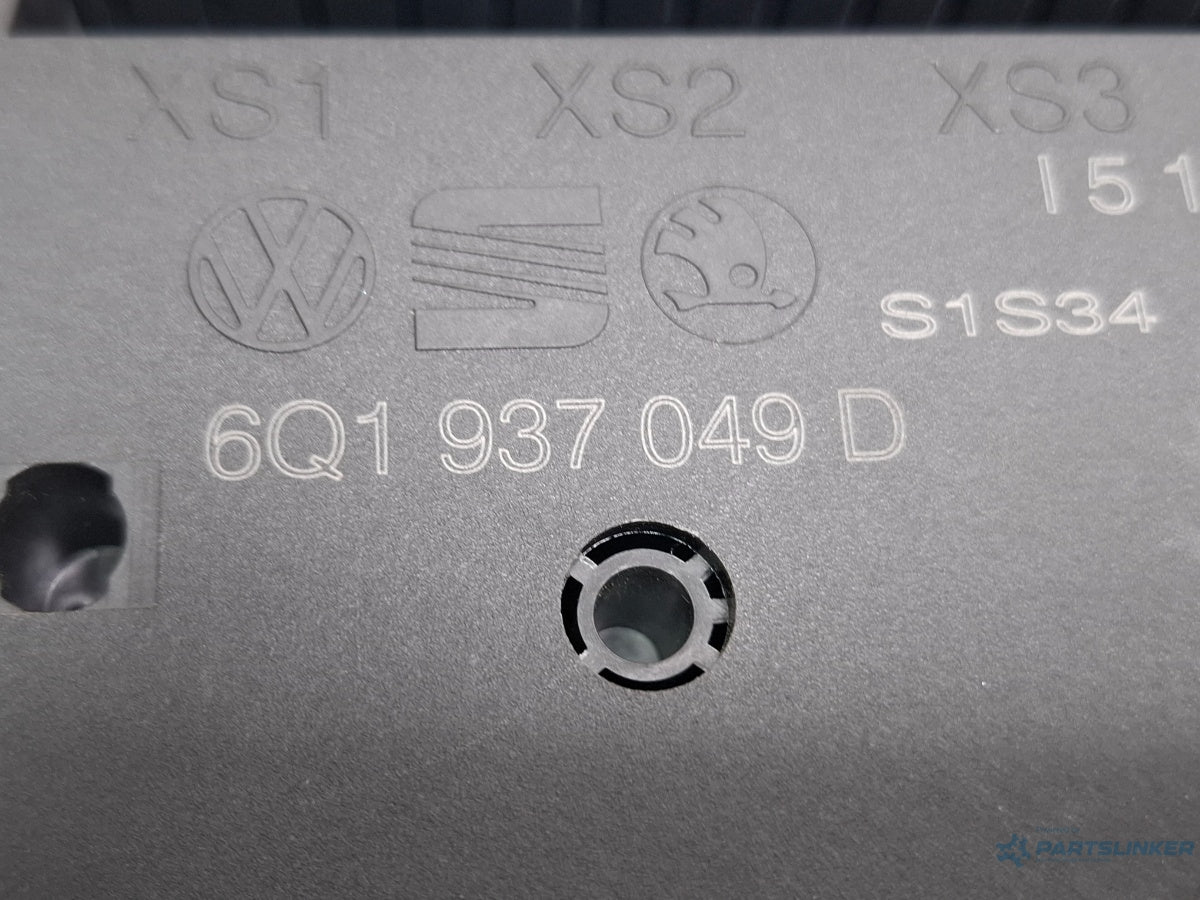 XS1 XS2 XS3
I51
S1S34
6Q1 937 049 D
PARTSLINKER